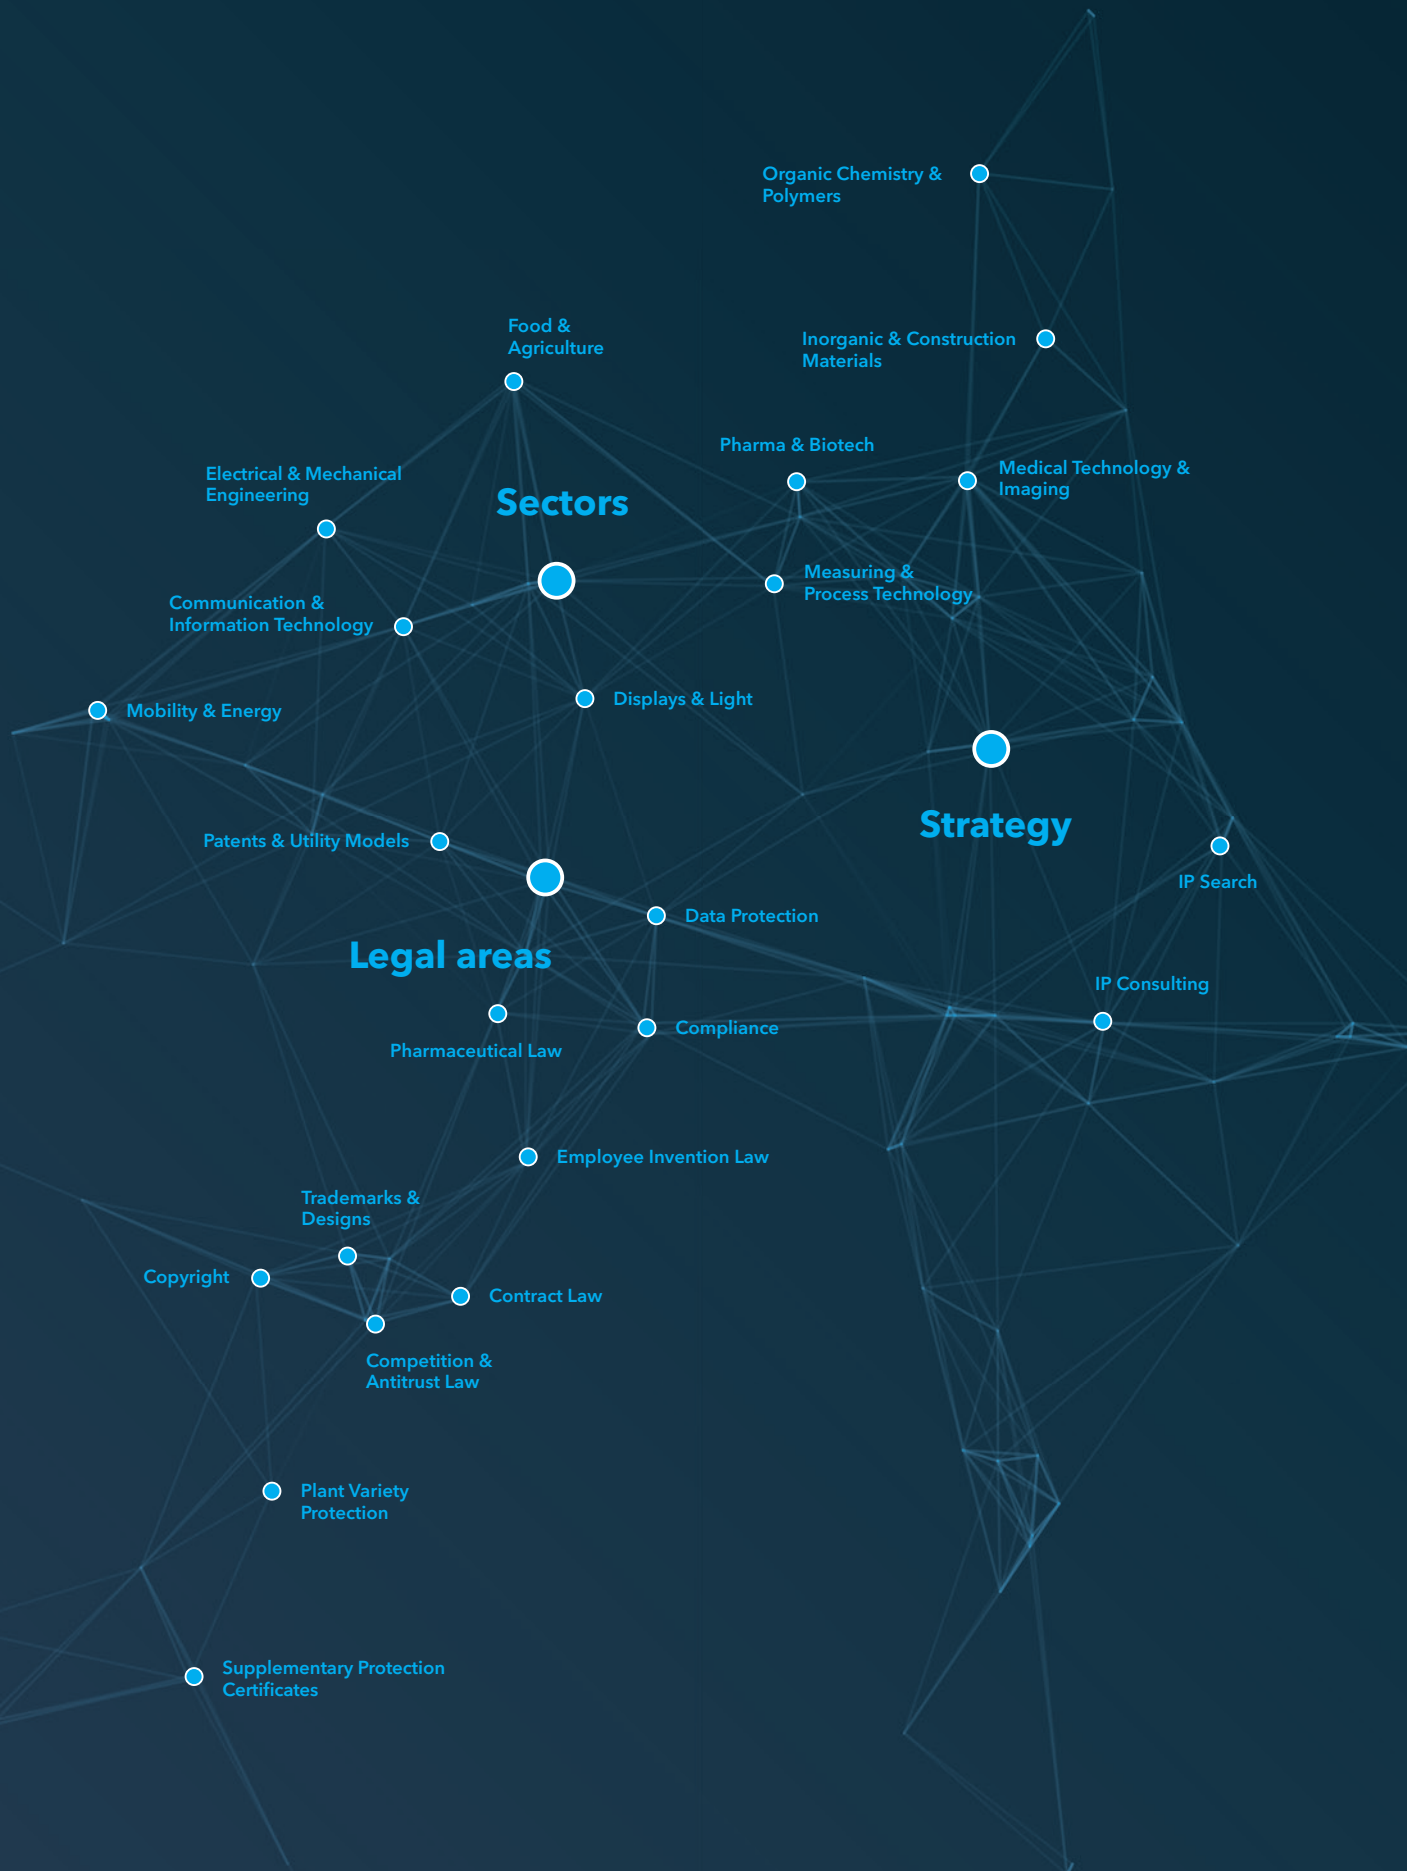 Organic Chemistry &
Polymers
Food &
Agriculture
Inorganic & Construction
Materials
Pharma & Biotech
Medical Technology &
Imaging
Electrical & Mechanical
Engineering
Sectors
Measuring &
Process Technology
Communication &
Information Technology
Mobility & Energy
Displays & Light
Strategy
Patents & Utility Models
IP Search
Data Protection
Legal areas
IP Consulting
Compliance
Pharmaceutical Law
Employee Invention Law
Trademarks &
Designs
Copyright
Contract Law
Competition &
Antitrust Law
Plant Variety
Protection
Supplementary Protection
Certificates